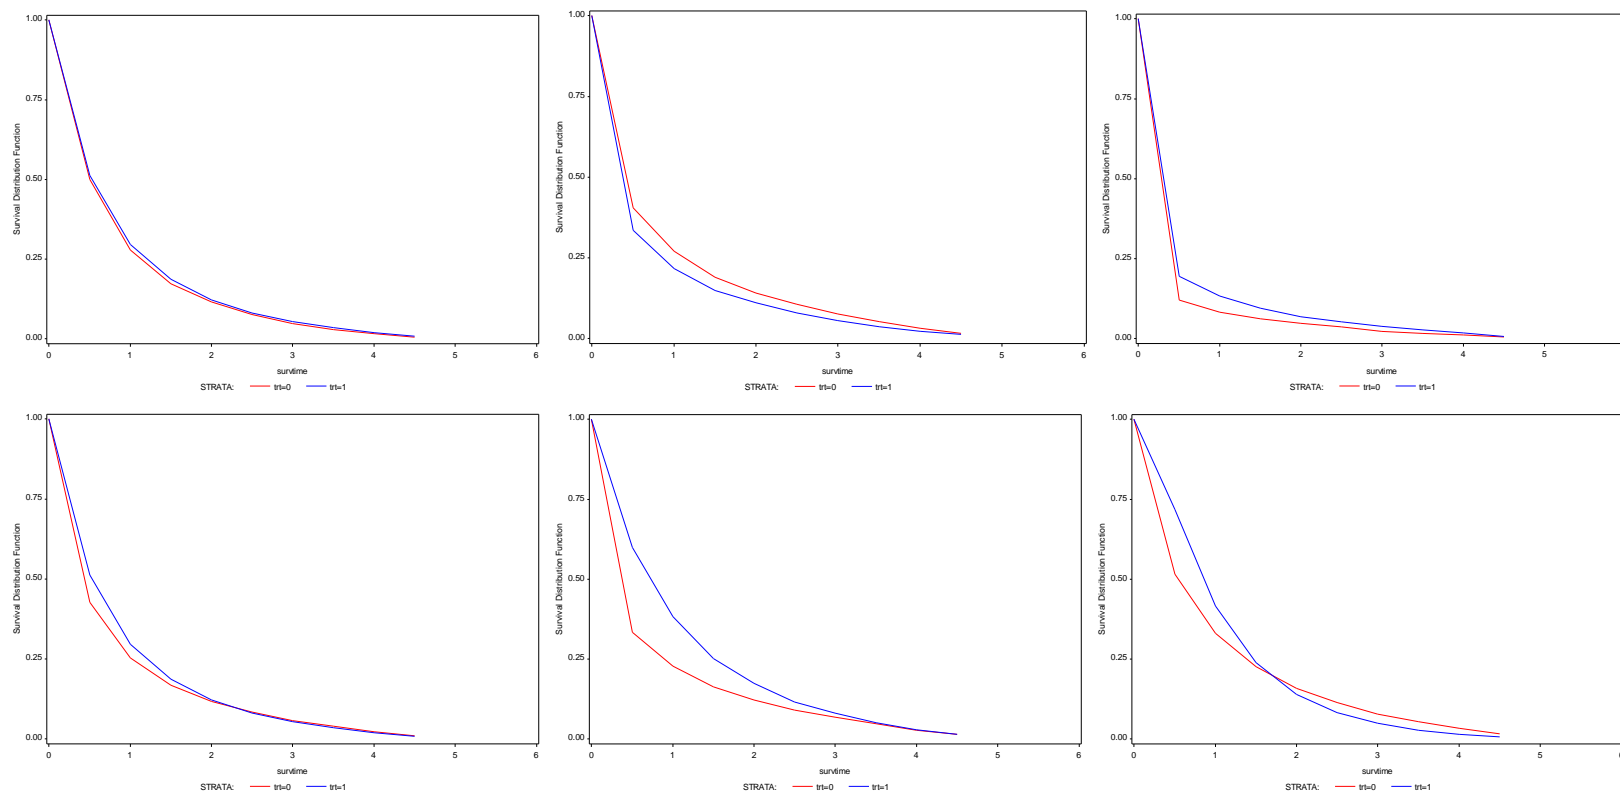 1.00
0.75
0.50
0.25
0.00
Survival Distribution Function
0 1 2 3 4 5 6
survtime
STRATA: trt=0 trt=1
1.00
0.75
0.50
0.25
0.00
Survival Distribution Function
0 1 2 3 4 5 6
survtime
STRATA: trt=0 trt=1
1.00
0.75
0.50
0.25
0.00
Survival Distribution Function
0 1 2 3 4 5
survtime
STRATA: trt=0 trt=1
1.00
0.75
0.50
0.25
0.00
Survival Distribution Function
0 1 2 3 4 5 6
survtime
STRATA: trt=0 trt=1
1.00
0.75
0.50
0.25
0.00
Survival Distribution Function
0 1 2 3 4 5 6
survtime
STRATA: trt=0 trt=1
1.00
0.75
0.50
0.25
0.00
Survival Distribution Function
0 1 2 3 4 5 6
survtime
STRATA: trt=0 trt=1